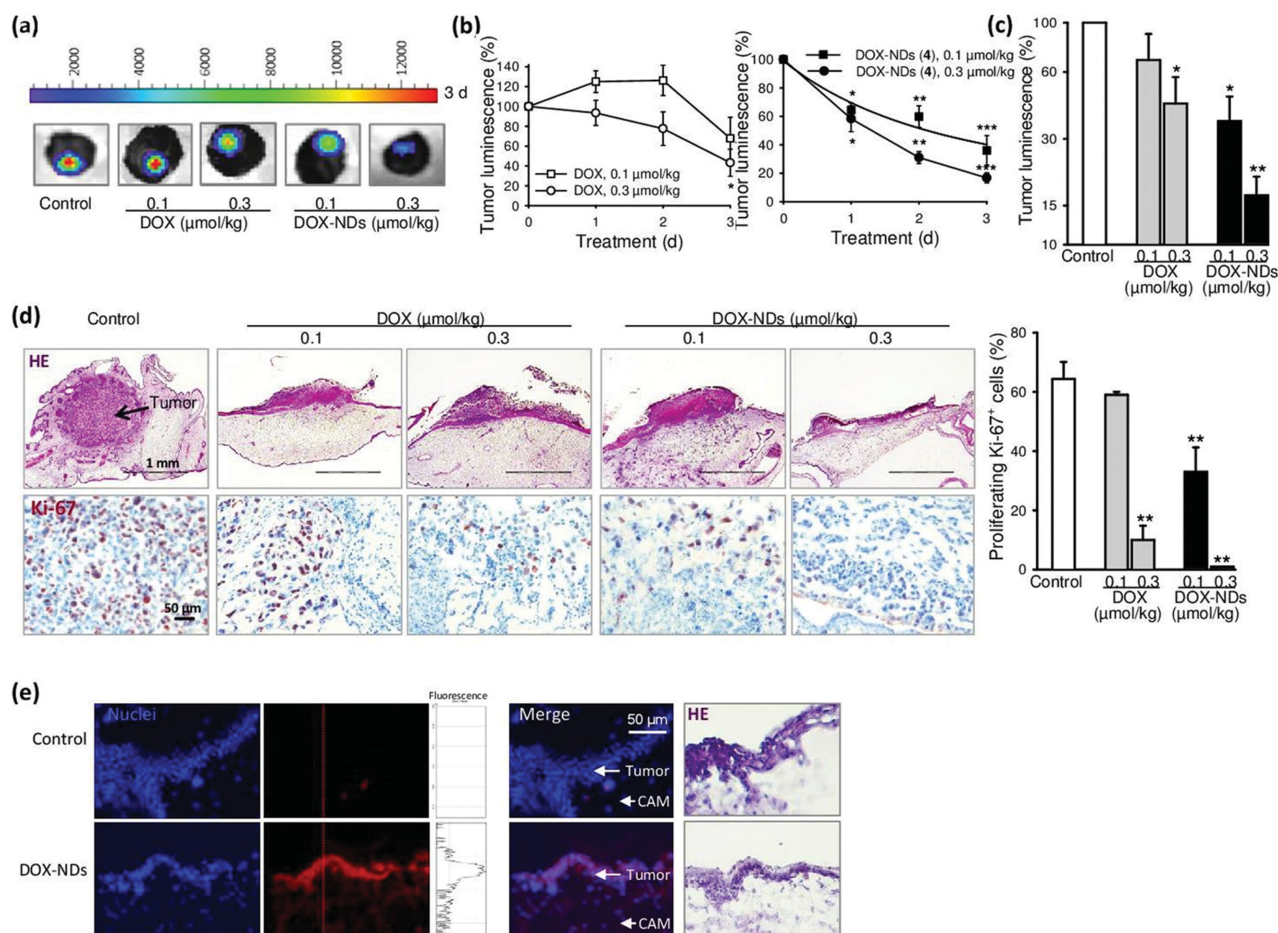 (a)
2000
4000
6000
8000
10000
12000
3 d
Control
0.1
0.3
0.1
0.3
DOX (μmol/kg)
DOX-NDs (μmol/kg)
(b)
Tumor luminescence (%)
140
120
100
80
60
40
20
0
DOX, 0.1 μmol/kg
DOX, 0.3 μmol/kg
*
0 1 2 3
Treatment (d)
Tumor luminescence (%)
100
80
60
40
20
0
DOX-NDs (4), 0.1 μmol/kg
DOX-NDs (4), 0.3 μmol/kg
* ** ***
* ** ***
0 1 2 3
Treatment (d)
(c)
Tumor luminescence (%)
100
60
30
15
10
* * **
Control
0.1 0.3
DOX
(μmol/kg)
0.1 0.3
DOX-NDs
(μmol/kg)
(d)
Control
DOX (μmol/kg)
DOX-NDs (μmol/kg)
0.1
0.3
0.1
0.3
HE
Tumor
1 mm
Ki-67
50 μm
Proliferating Ki-67+ cells (%)
80
60
40
20
0
** ** **
Control
0.1 0.3
DOX
(μmol/kg)
0.1 0.3
DOX-NDs
(μmol/kg)
(e)
Control
Nuclei
Fluorescence
Merge
50 μm
Tumor
CAM
HE
DOX-NDs
Tumor
CAM